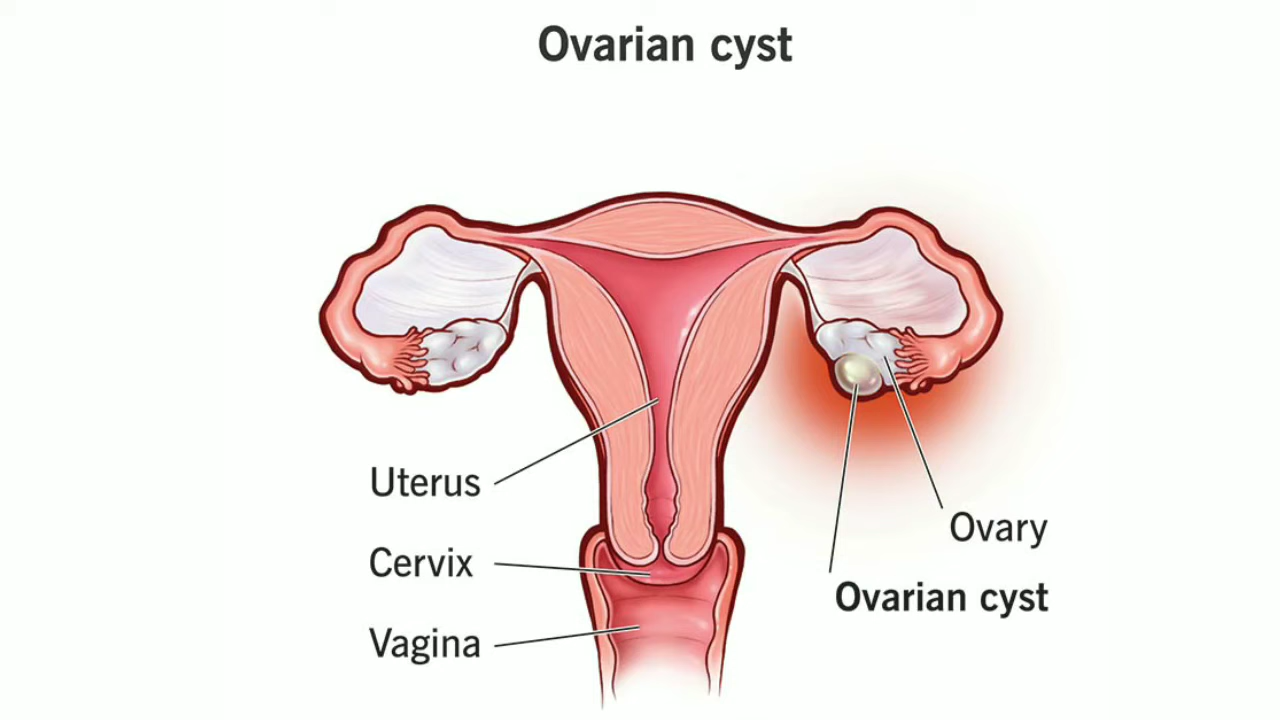 Ovarian cyst
Uterus
Cervix
Vagina
Ovary
Ovarian cyst